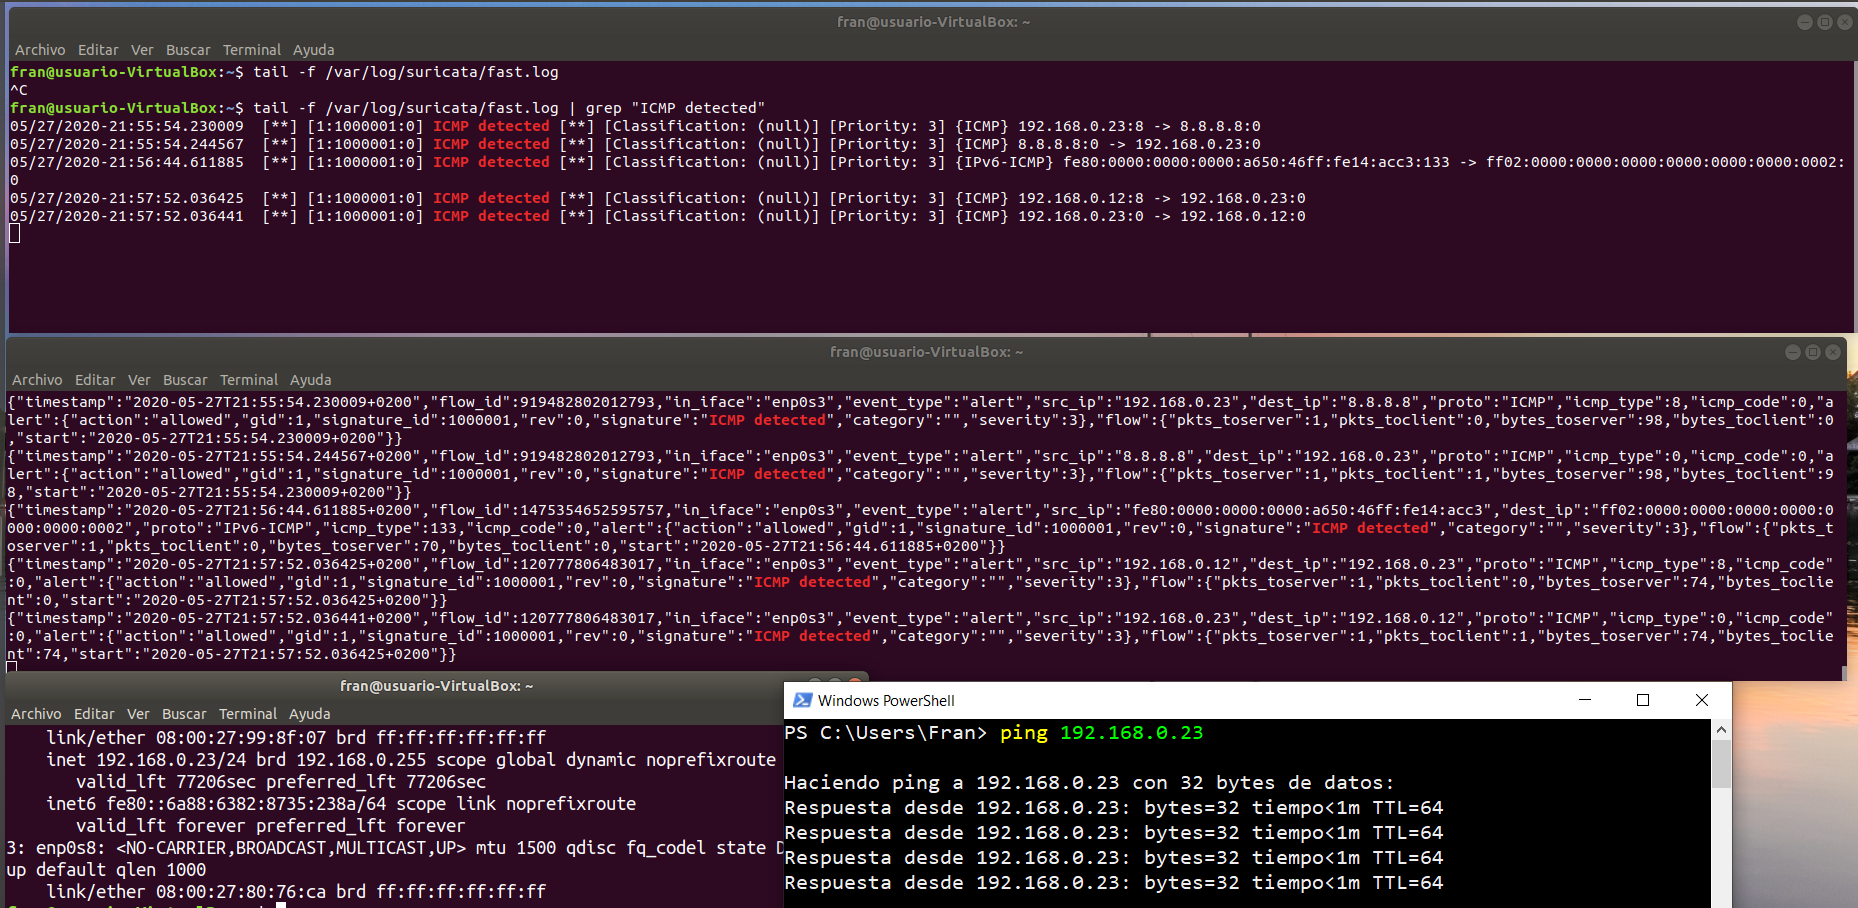 fran@usuario-VirtualBox: ~
Archivo Editar Ver Buscar Terminal Ayuda
fran@usuario-VirtualBox:~$ tail -f /var/log/suricata/fast.log
^C
fran@usuario-VirtualBox:~$ tail -f /var/log/suricata/fast.log | grep "ICMP detected"
05/27/2020-21:55:54.230009  [**] [1:1000001:0] ICMP detected [**] [Classification: (null)] [Priority: 3] {ICMP} 192.168.0.23:8 -> 8.8.8.8:0
05/27/2020-21:55:54.244567  [**] [1:1000001:0] ICMP detected [**] [Classification: (null)] [Priority: 3] {ICMP} 8.8.8.8:0 -> 192.168.0.23:0
05/27/2020-21:56:44.611885  [**] [1:1000001:0] ICMP detected [**] [Classification: (null)] [Priority: 3] {IPv6-ICMP} fe80:0000:0000:0000:a650:46ff:fe14:acc3:133 -> ff02:0000:0000:0000:0000:0000:0000:0002:
0
05/27/2020-21:57:52.036425  [**] [1:1000001:0] ICMP detected [**] [Classification: (null)] [Priority: 3] {ICMP} 192.168.0.12:8 -> 192.168.0.23:0
05/27/2020-21:57:52.036441  [**] [1:1000001:0] ICMP detected [**] [Classification: (null)] [Priority: 3] {ICMP} 192.168.0.23:0 -> 192.168.0.12:0
fran@usuario-VirtualBox: ~
Archivo Editar Ver Buscar Terminal Ayuda
{"timestamp":"2020-05-27T21:55:54.230009+0200","flow_id":919482802012793,"in_iface":"enp0s3","event_type":"alert","src_ip":"192.168.0.23","dest_ip":"8.8.8.8","proto":"ICMP","icmp_type":8,"icmp_code":0,"a
lert":{"action":"allowed","gid":1,"signature_id":1000001,"rev":0,"signature":"ICMP detected","category":"","severity":3},"flow":{"pkts_toserver":1,"pkts_toclient":0,"bytes_toserver":98,"bytes_toclient":0
,"start":"2020-05-27T21:55:54.230009+0200"}}
{"timestamp":"2020-05-27T21:55:54.244567+0200","flow_id":919482802012793,"in_iface":"enp0s3","event_type":"alert","src_ip":"8.8.8.8","dest_ip":"192.168.0.23","proto":"ICMP","icmp_type":0,"icmp_code":0,"a
lert":{"action":"allowed","gid":1,"signature_id":1000001,"rev":0,"signature":"ICMP detected","category":"","severity":3},"flow":{"pkts_toserver":1,"pkts_toclient":1,"bytes_toserver":98,"bytes_toclient":9
8,"start":"2020-05-27T21:55:54.230009+0200"}}
{"timestamp":"2020-05-27T21:56:44.611885+0200","flow_id":1475354652595757,"in_iface":"enp0s3","event_type":"alert","src_ip":"fe80:0000:0000:0000:a650:46ff:fe14:acc3","dest_ip":"ff02:0000:0000:0000:0000:0
000:0000:0002","proto":"IPv6-ICMP","icmp_type":133,"icmp_code":0,"alert":{"action":"allowed","gid":1,"signature_id":1000001,"rev":0,"signature":"ICMP detected","category":"","severity":3},"flow":{"pkts_t
oserver":1,"pkts_toclient":0,"bytes_toserver":70,"bytes_toclient":0,"start":"2020-05-27T21:56:44.611885+0200"}}
{"timestamp":"2020-05-27T21:57:52.036425+0200","flow_id":120777806483017,"in_iface":"enp0s3","event_type":"alert","src_ip":"192.168.0.12","dest_ip":"192.168.0.23","proto":"ICMP","icmp_type":8,"icmp_code"
:0,"alert":{"action":"allowed","gid":1,"signature_id":1000001,"rev":0,"signature":"ICMP detected","category":"","severity":3},"flow":{"pkts_toserver":1,"pkts_toclient":0,"bytes_toserver":74,"bytes_toclie
nt":0,"start":"2020-05-27T21:57:52.036425+0200"}}
{"timestamp":"2020-05-27T21:57:52.036441+0200","flow_id":120777806483017,"in_iface":"enp0s3","event_type":"alert","src_ip":"192.168.0.23","dest_ip":"192.168.0.12","proto":"ICMP","icmp_type":0,"icmp_code"
:0,"alert":{"action":"allowed","gid":1,"signature_id":1000001,"rev":0,"signature":"ICMP detected","category":"","severity":3},"flow":{"pkts_toserver":1,"pkts_toclient":1,"bytes_toserver":74,"bytes_toclie
nt":74,"start":"2020-05-27T21:57:52.036425+0200"}}
fran@usuario-VirtualBox: ~
Archivo Editar Ver Buscar Terminal Ayuda
link/ether 08:00:27:99:8f:07 brd ff:ff:ff:ff:ff:ff
inet 192.168.0.23/24 brd 192.168.0.255 scope global dynamic noprefixroute
valid_lft 77206sec preferred_lft 77206sec
inet6 fe80::6a88:6382:8735:238a/64 scope link noprefixroute
valid_lft forever preferred_lft forever
3: enp0s8: <NO-CARRIER,BROADCAST,MULTICAST,UP> mtu 1500 qdisc fq_codel state D
up default qlen 1000
link/ether 08:00:27:80:76:ca brd ff:ff:ff:ff:ff:ff
Windows PowerShell
PS C:\Users\Fran> ping 192.168.0.23
Haciendo ping a 192.168.0.23 con 32 bytes de datos:
Respuesta desde 192.168.0.23: bytes=32 tiempo<1m TTL=64
Respuesta desde 192.168.0.23: bytes=32 tiempo<1m TTL=64
Respuesta desde 192.168.0.23: bytes=32 tiempo<1m TTL=64
Respuesta desde 192.168.0.23: bytes=32 tiempo<1m TTL=64